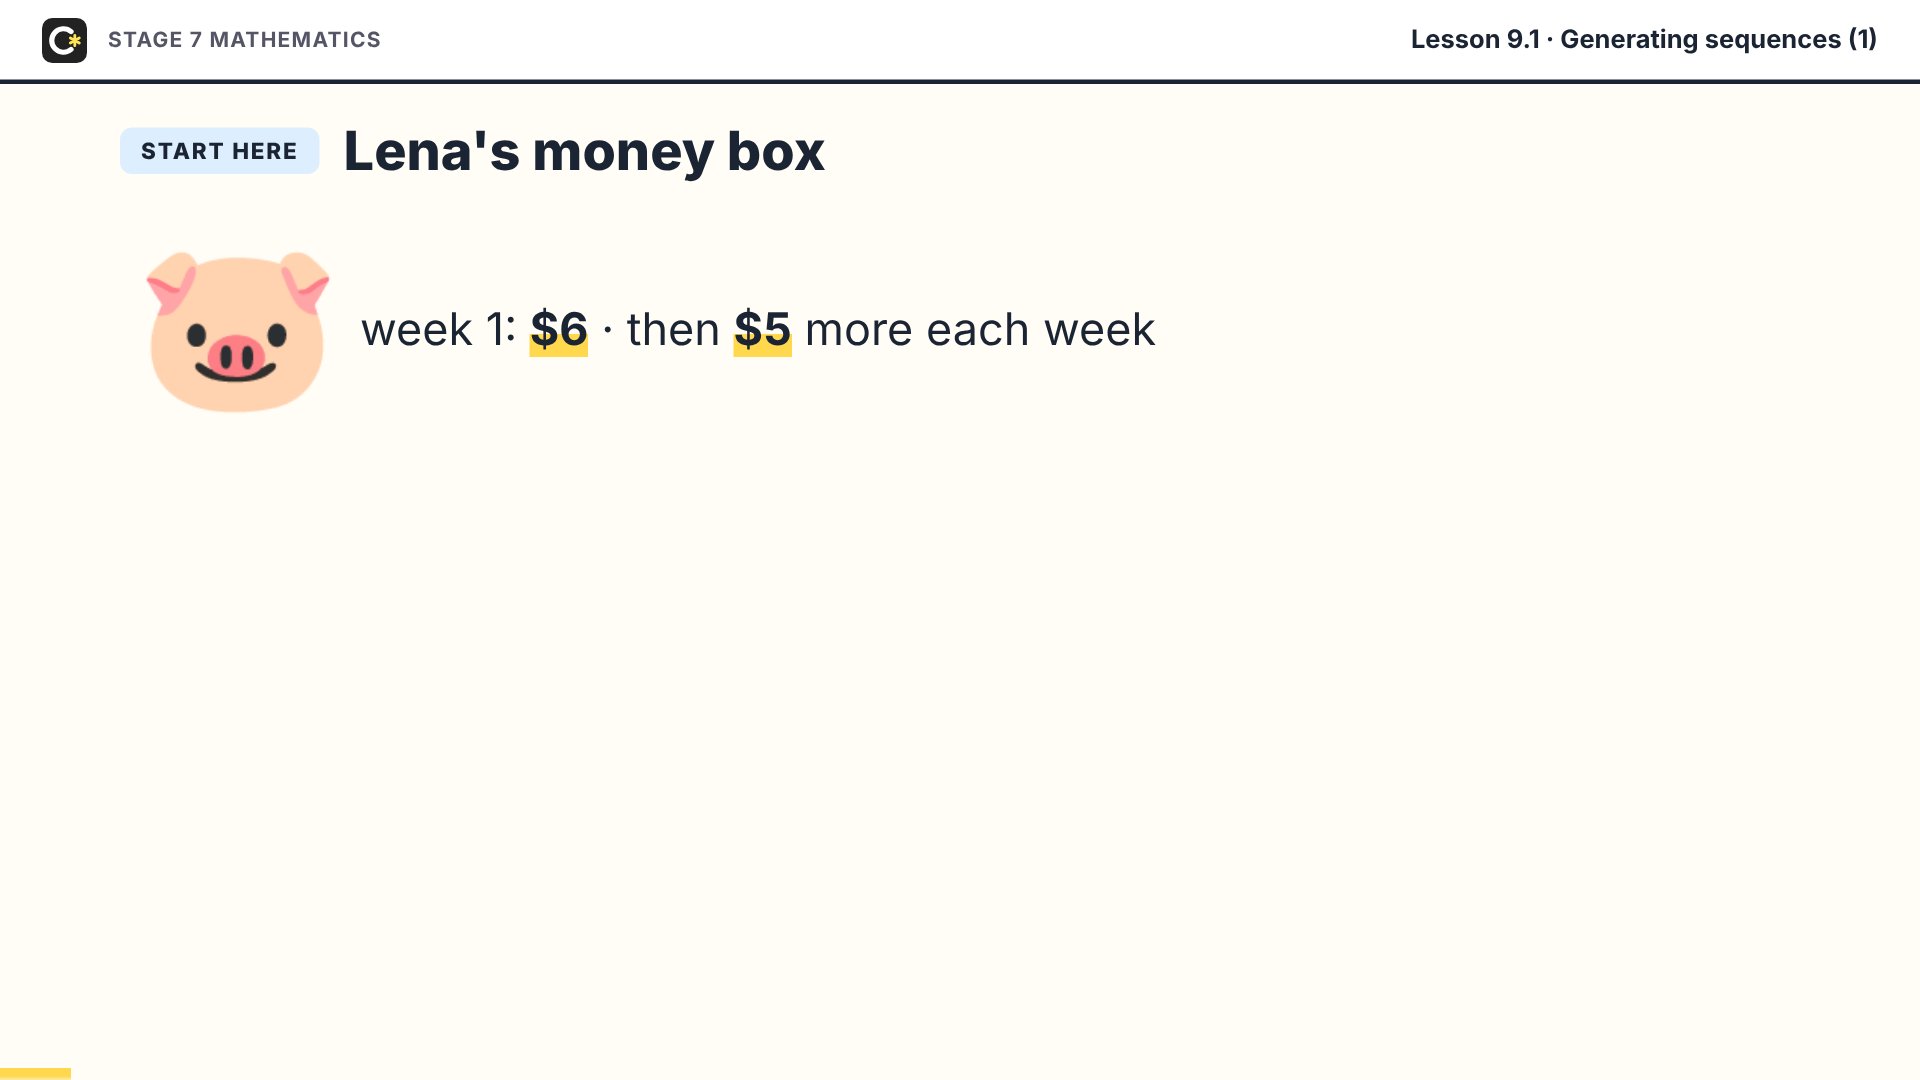 STAGE 7 MATHEMATICS
Lesson 9.1 · Generating sequences (1)
START HERE
Lena's money box
week 1: $6 · then $5 more each week